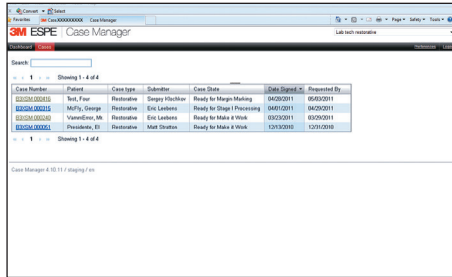 Convert Select
Favorites Case XXXXXXXXX Case Manager Page Safety Tools
3M ESPE Case Manager Lab tech restorative
Dashboard Cases Preferences
Search:
1 Showing 1 - 4 of 4
Case Number Patient Case type Submitter Case State Date Signed Requested By
Test, Four Restorative Sergey Klochkov Ready for Margin Marking 04/20/2011 05/03/2011
McFly, George Restorative Eric Leebens Ready for Stage I Processing 04/01/2011 04/29/2011
VammError, Mr. Restorative Eric Leebens Ready for Make it Work 03/23/2011 03/29/2011
Presidente, El Restorative Matt Stratton Ready for Make it Work 12/13/2010 12/31/2010
1 Showing 1 - 4 of 4
Case Manager 4.10.11 / staging / en